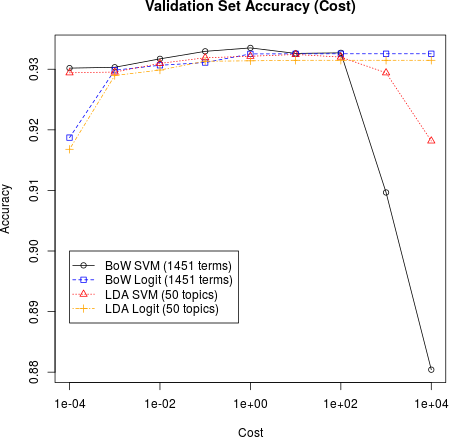 Validation Set Accuracy (Cost)
Accuracy
0.93
0.92
0.91
0.90
0.89
0.88
BoW SVM (1451 terms)
BoW Logit (1451 terms)
LDA SVM (50 topics)
LDA Logit (50 topics)
1e-04 1e-02 1e+00 1e+02 1e+04
Cost